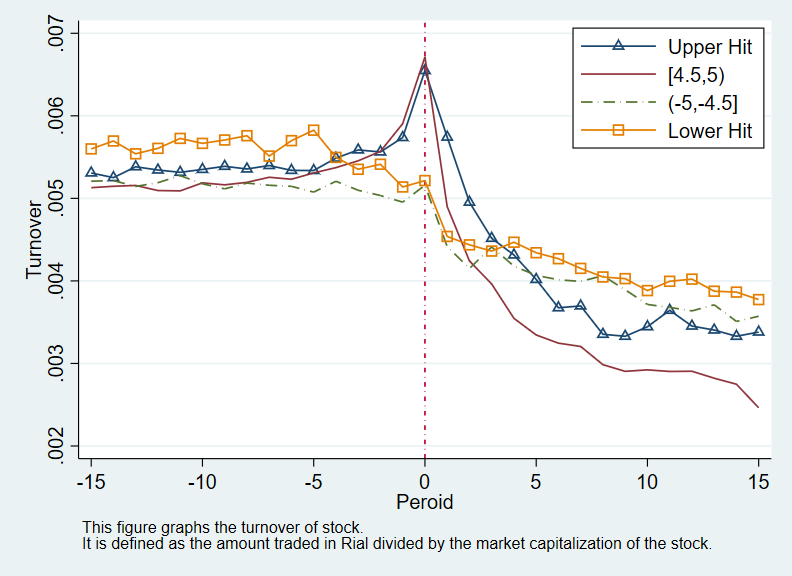 .007
.006
.005
.004
.003
.002
Turnover
Upper Hit
[4.5,5)
(-5,-4.5]
Lower Hit
-15 -10 -5 0 5 10 15
Peroid
This figure graphs the turnover of stock.
It is defined as the amount traded in Rial divided by the market capitalization of the stock.